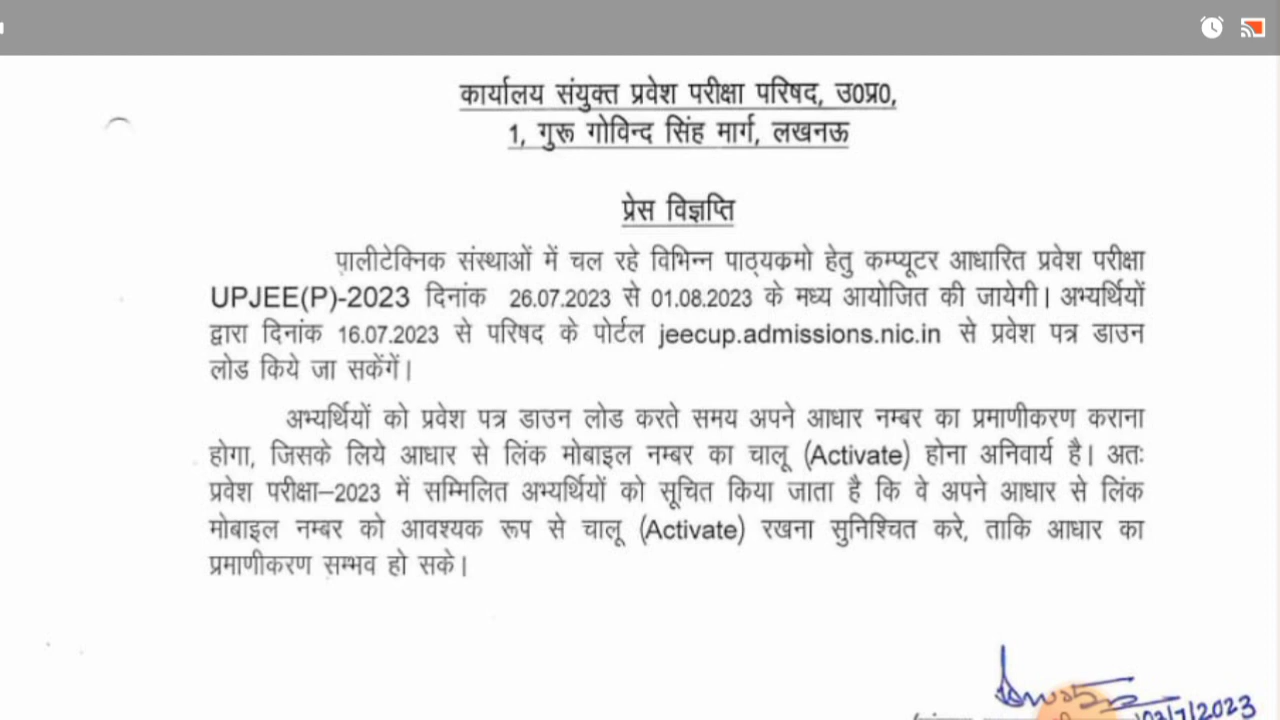 कार्यालय संयुक्त प्रवेश परीक्षा परिषद, उ0प्र0,
1, गुरू गोविन्द सिंह मार्ग, लखनऊ
प्रेस विज्ञप्ति
पालीटेक्निक संस्थाओं में चल रहे विभिन्न पाठ्यकमो हेतु कम्प्यूटर आधारित प्रवेश परीक्षा
UPJEE(P)-2023 दिनांक 26.07.2023 से 01.08.2023 के मध्य आयोजित की जायेगी। अभ्यर्थियों
द्वारा दिनांक 16.07.2023 से परिषद के पोर्टल jeecup.admissions.nic.in से प्रवेश पत्र डाउन
लोड किये जा सकेंगें।
अभ्यर्थियों को प्रवेश पत्र डाउन लोड करते समय अपने आधार नम्बर का प्रमाणीकरण कराना
होगा, जिसके लिये आधार से लिंक मोबाइल नम्बर का चालू (Activate) होना अनिवार्य है। अतः
प्रवेश परीक्षा–2023 में सम्मिलित अभ्यर्थियों को सूचित किया जाता है कि वे अपने आधार से लिंक
मोबाइल नम्बर को आवश्यक रूप से चालू (Activate) रखना सुनिश्चित करे, ताकि आधार का
प्रमाणीकरण सम्भव हो सके।
/7/2023